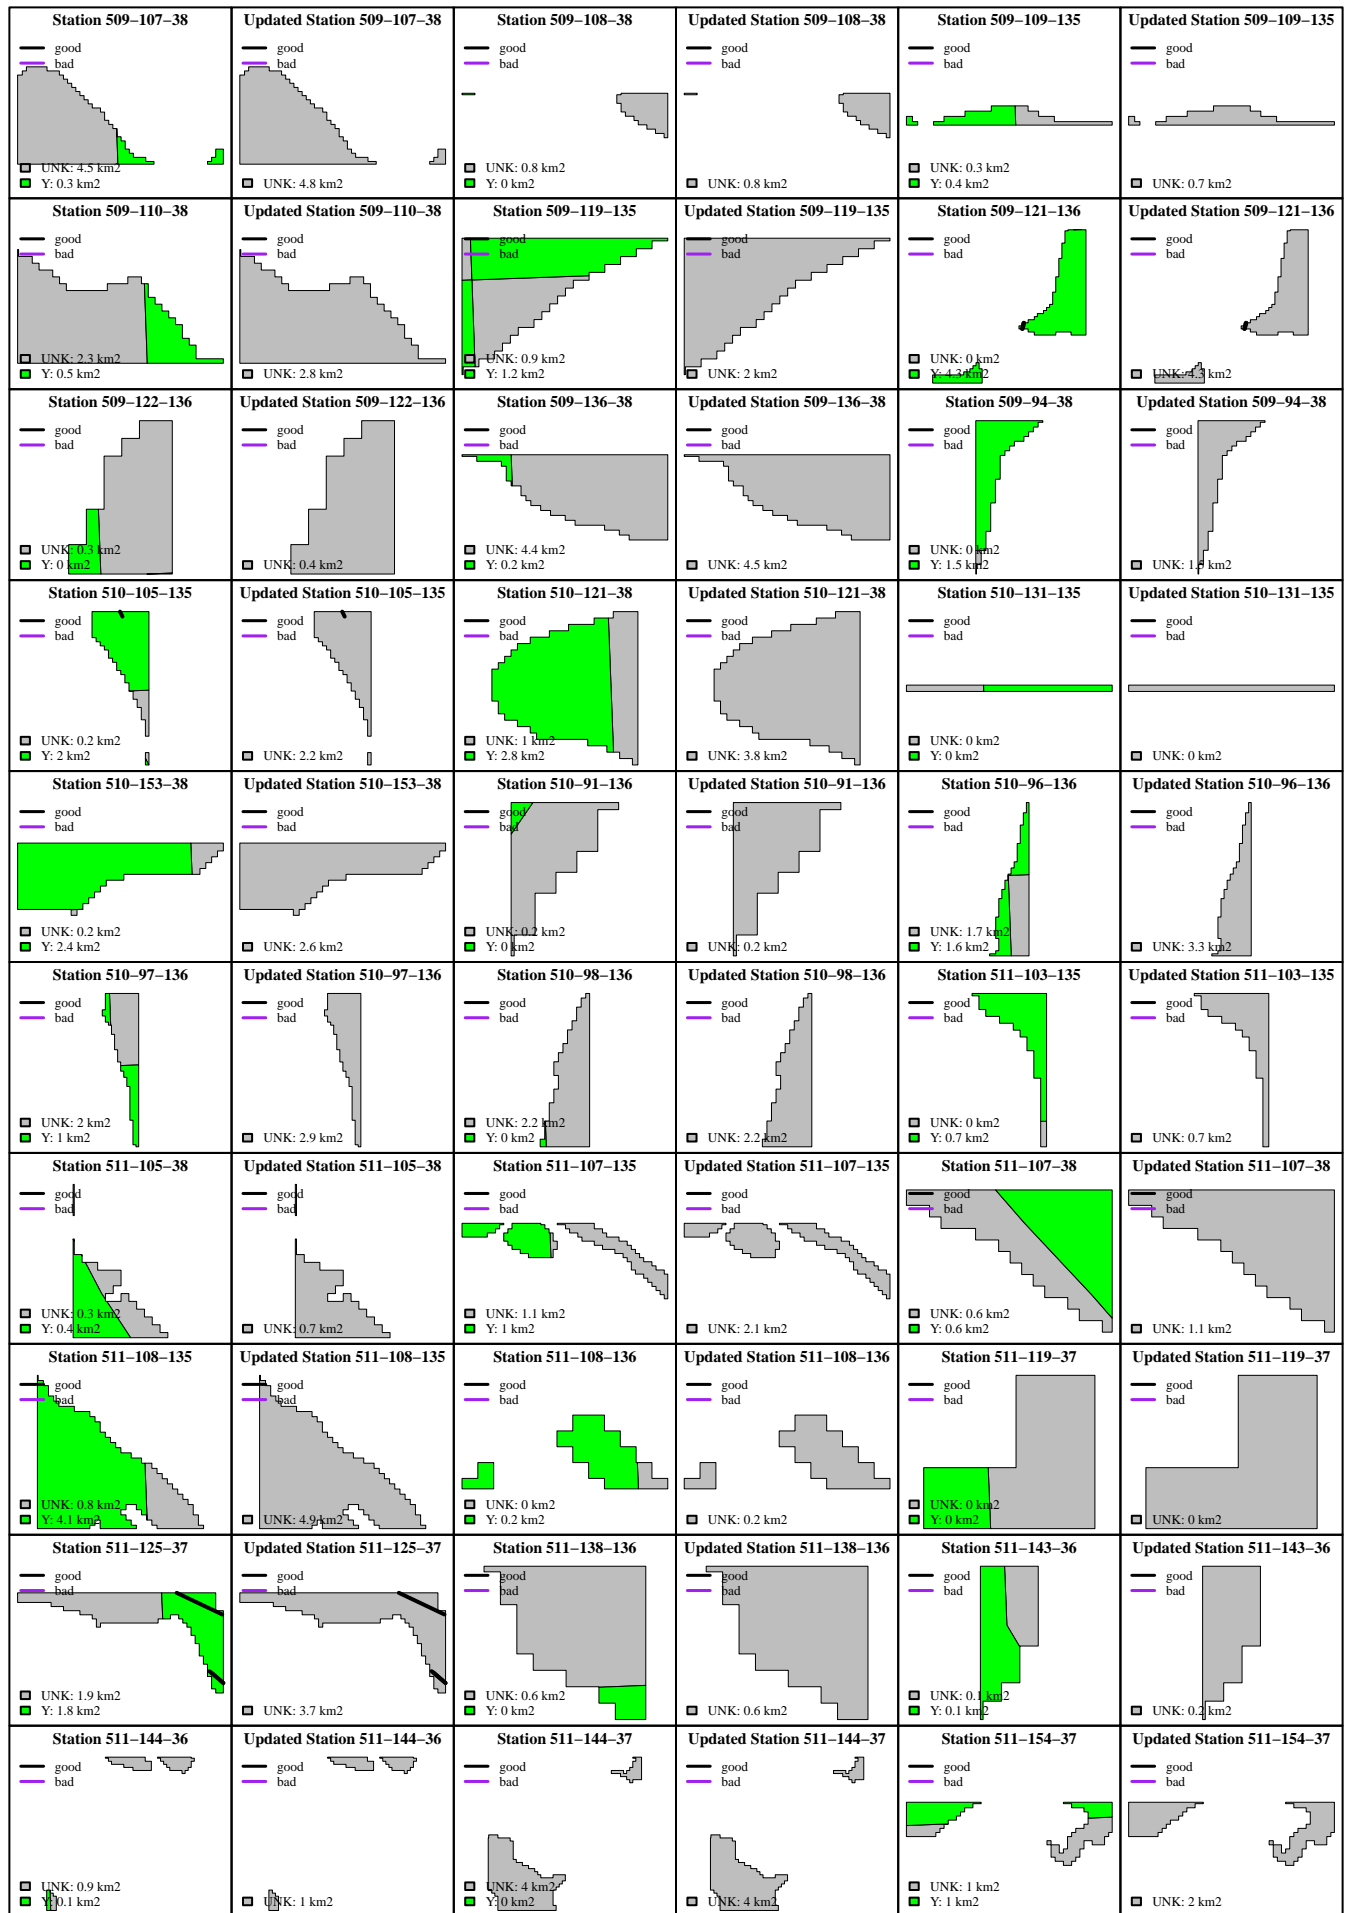 Station 509–107–38
good
bad
UNK: 4.5 km2
Y: 0.3 km2
Updated Station 509–107–38
good
bad
UNK: 4.8 km2
Station 509–108–38
good
bad
UNK: 0.8 km2
Y: 0 km2
Updated Station 509–108–38
good
bad
UNK: 0.8 km2
Station 509–109–135
good
bad
UNK: 0.3 km2
Y: 0.4 km2
Updated Station 509–109–135
good
bad
UNK: 0.7 km2
Station 509–110–38
good
bad
UNK: 2.3 km2
Y: 0.5 km2
Updated Station 509–110–38
good
bad
UNK: 2.8 km2
Station 509–119–135
good
bad
UNK: 0.9 km2
Y: 1.2 km2
Updated Station 509–119–135
good
bad
UNK: 2 km2
Station 509–121–136
good
bad
UNK: 0 km2
Y: 4.3 km2
Updated Station 509–121–136
good
bad
UNK: 4.3 km2
Station 509–122–136
good
bad
UNK: 0.3 km2
Y: 0 km2
Updated Station 509–122–136
good
bad
UNK: 0.4 km2
Station 509–136–38
good
bad
UNK: 4.4 km2
Y: 0.2 km2
Updated Station 509–136–38
good
bad
UNK: 4.5 km2
Station 509–94–38
good
bad
UNK: 0 km2
Y: 1.5 km2
Updated Station 509–94–38
good
bad
UNK: 1.5 km2
Station 510–105–135
good
bad
UNK: 0.2 km2
Y: 2 km2
Updated Station 510–105–135
good
bad
UNK: 2.2 km2
Station 510–121–38
good
bad
UNK: 1 km2
Y: 2.8 km2
Updated Station 510–121–38
good
bad
UNK: 3.8 km2
Station 510–131–135
good
bad
UNK: 0 km2
Y: 0 km2
Updated Station 510–131–135
good
bad
UNK: 0 km2
Station 510–153–38
good
bad
UNK: 0.2 km2
Y: 2.4 km2
Updated Station 510–153–38
good
bad
UNK: 2.6 km2
Station 510–91–136
good
bad
UNK: 0.2 km2
Y: 0 km2
Updated Station 510–91–136
good
bad
UNK: 0.2 km2
Station 510–96–136
good
bad
UNK: 1.7 km2
Y: 1.6 km2
Updated Station 510–96–136
good
bad
UNK: 3.3 km2
Station 510–97–136
good
bad
UNK: 2 km2
Y: 1 km2
Updated Station 510–97–136
good
bad
UNK: 2.9 km2
Station 510–98–136
good
bad
UNK: 2.2 km2
Y: 0 km2
Updated Station 510–98–136
good
bad
UNK: 2.2 km2
Station 511–103–135
good
bad
UNK: 0 km2
Y: 0.7 km2
Updated Station 511–103–135
good
bad
UNK: 0.7 km2
Station 511–105–38
good
bad
UNK: 0.3 km2
Y: 0.4 km2
Updated Station 511–105–38
good
bad
UNK: 0.7 km2
Station 511–107–135
good
bad
UNK: 1.1 km2
Y: 1 km2
Updated Station 511–107–135
good
bad
UNK: 2.1 km2
Station 511–107–38
good
bad
UNK: 0.6 km2
Y: 0.6 km2
Updated Station 511–107–38
good
bad
UNK: 1.1 km2
Station 511–108–135
good
bad
UNK: 0.8 km2
Y: 4.1 km2
Updated Station 511–108–135
good
bad
UNK: 4.9 km2
Station 511–108–136
good
bad
UNK: 0 km2
Y: 0.2 km2
Updated Station 511–108–136
good
bad
UNK: 0.2 km2
Station 511–119–37
good
bad
UNK: 0 km2
Y: 0 km2
Updated Station 511–119–37
good
bad
UNK: 0 km2
Station 511–125–37
good
bad
UNK: 1.9 km2
Y: 1.8 km2
Updated Station 511–125–37
good
bad
UNK: 3.7 km2
Station 511–138–136
good
bad
UNK: 0.6 km2
Y: 0 km2
Updated Station 511–138–136
good
bad
UNK: 0.6 km2
Station 511–143–36
good
bad
UNK: 0.1 km2
Y: 0.1 km2
Updated Station 511–143–36
good
bad
UNK: 0.2 km2
Station 511–144–36
good
bad
UNK: 0.9 km2
Y: 0.1 km2
Updated Station 511–144–36
good
bad
UNK: 1 km2
Station 511–144–37
good
bad
UNK: 4 km2
Y: 0 km2
Updated Station 511–144–37
good
bad
UNK: 4 km2
Station 511–154–37
good
bad
UNK: 1 km2
Y: 1 km2
Updated Station 511–154–37
good
bad
UNK: 2 km2